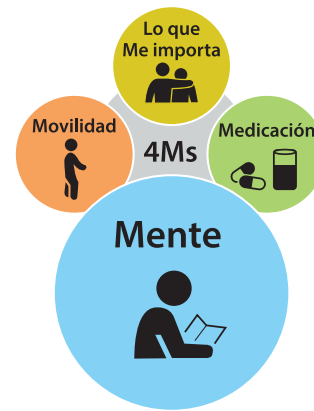 Lo que
Me importa
Movilidad
4Ms
Medicación
Mente